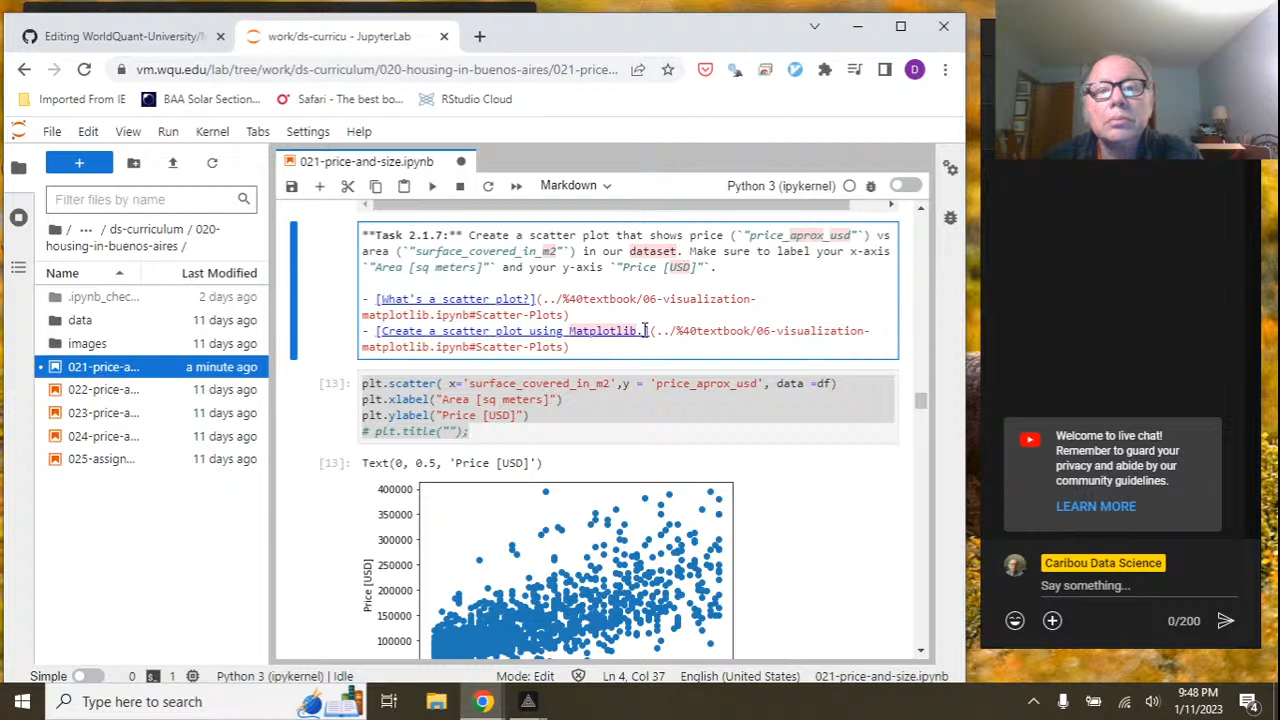 Editing WorldQuant-University/
work/ds-curricu - JupyterLab
vm.wqu.edu/lab/tree/work/ds-curriculum/020-housing-in-buenos-aires/021-price...
D
Imported From IE
BAA Solar Section...
Safari - The best bo...
RStudio Cloud
File
Edit
View
Run
Kernel
Tabs
Settings
Help
Filter files by name
/ ... / ds-curriculum / 020-
housing-in-buenos-aires /
Name
Last Modified
.ipynb_chec...
2 days ago
data
11 days ago
images
11 days ago
021-price-a...
a minute ago
022-price-a...
11 days ago
023-price-a...
11 days ago
024-price-a...
11 days ago
025-assign...
11 days ago
021-price-and-size.ipynb
Markdown
Python 3 (ipykernel)
**Task 2.1.7:** Create a scatter plot that shows price (`"price_aprox_usd"`) vs
area (`"surface_covered_in_m2"`) in our dataset. Make sure to label your x-axis
`"Area [sq meters]"` and your y-axis `"Price [USD]"`.
- [What's a scatter plot?](../%40textbook/06-visualization-
matplotlib.ipynb#Scatter-Plots)
- [Create a scatter plot using Matplotlib.](../%40textbook/06-visualization-
matplotlib.ipynb#Scatter-Plots)
[13]:
plt.scatter( x='surface_covered_in_m2',y = 'price_aprox_usd', data =df)
plt.xlabel("Area [sq meters]")
plt.ylabel("Price [USD]")
# plt.title("");
[13]:
Text(0, 0.5, 'Price [USD]')
400000
350000
300000
250000
200000
150000
100000
Price [USD]
Simple
0
$_
1
Python 3 (ipykernel) | Idle
Mode: Edit
Ln 4, Col 37
English (United States)
021-price-and-size.ipynb
Welcome to live chat!
Remember to guard your
privacy and abide by our
community guidelines.
LEARN MORE
Caribou Data Science
Say something...
0/200
Type here to search
9:48 PM
1/11/2023
4